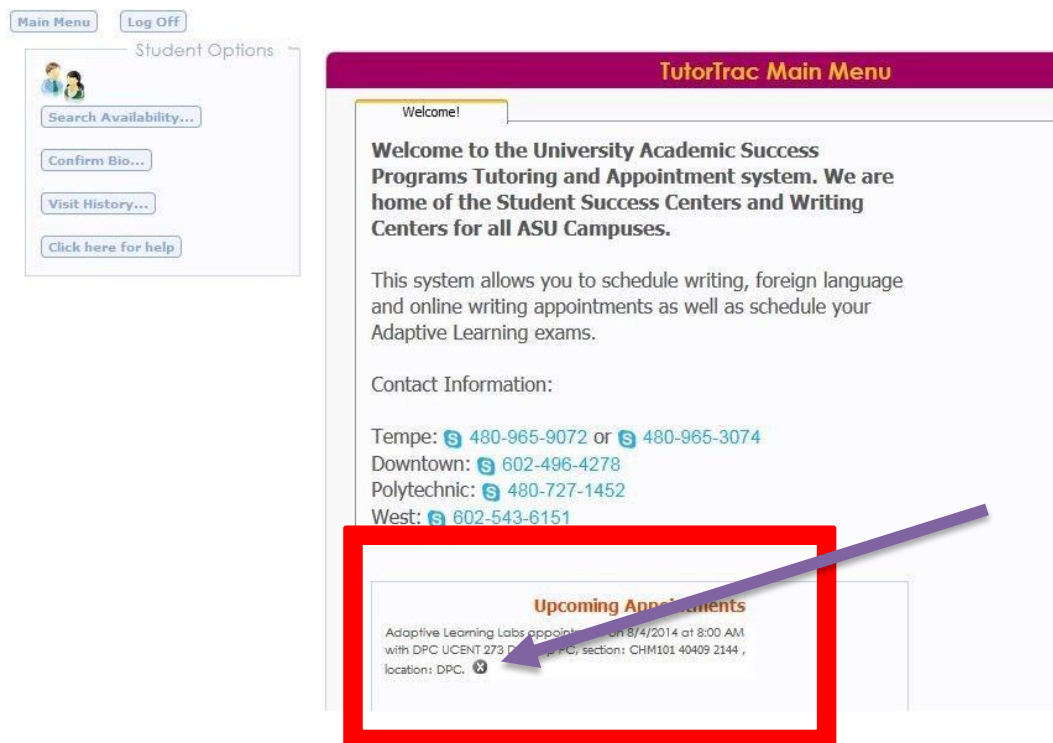 Main Menu Log Off
Student Options
Search Availability...
Confirm Bio...
Visit History...
Click here for help
TutorTrac Main Menu
Welcome!
Welcome to the University Academic Success
Programs Tutoring and Appointment system. We are
home of the Student Success Centers and Writing
Centers for all ASU Campuses.
This system allows you to schedule writing, foreign language
and online writing appointments as well as schedule your
Adaptive Learning exams.
Contact Information:
Tempe: 480-965-9072 or 480-965-3074
Downtown: 602-496-4278
Polytechnic: 480-727-1452
West: 602-543-6151
Upcoming Appointments
Adaptive Learning Labs on 8/4/2014 at 8:00 AM
with DPC UCENT 273 PC, section: CHM101 40409 2144 ,
location: DPC.